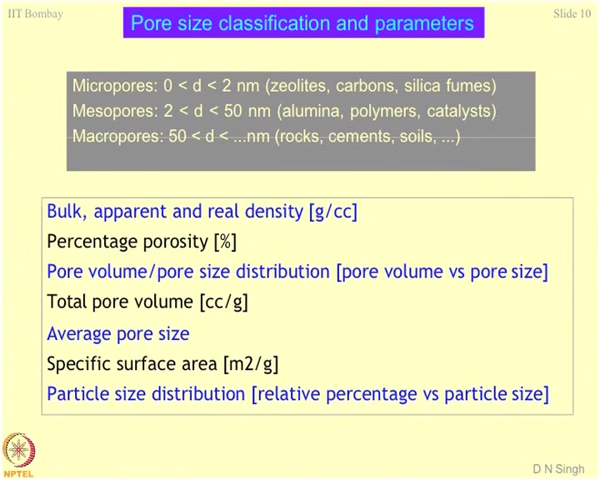 IIT Bombay
Slide 10
Pore size classification and parameters
Micropores: 0 < d < 2 nm (zeolites, carbons, silica fumes)
Mesopores: 2 < d < 50 nm (alumina, polymers, catalysts)
Macropores: 50 < d < ...nm (rocks, cements, soils, ...)
Bulk, apparent and real density [g/cc]
Percentage porosity [%]
Pore volume/pore size distribution [pore volume vs pore size]
Total pore volume [cc/g]
Average pore size
Specific surface area [m2/g]
Particle size distribution [relative percentage vs particle size]
NPTEL
D N Singh